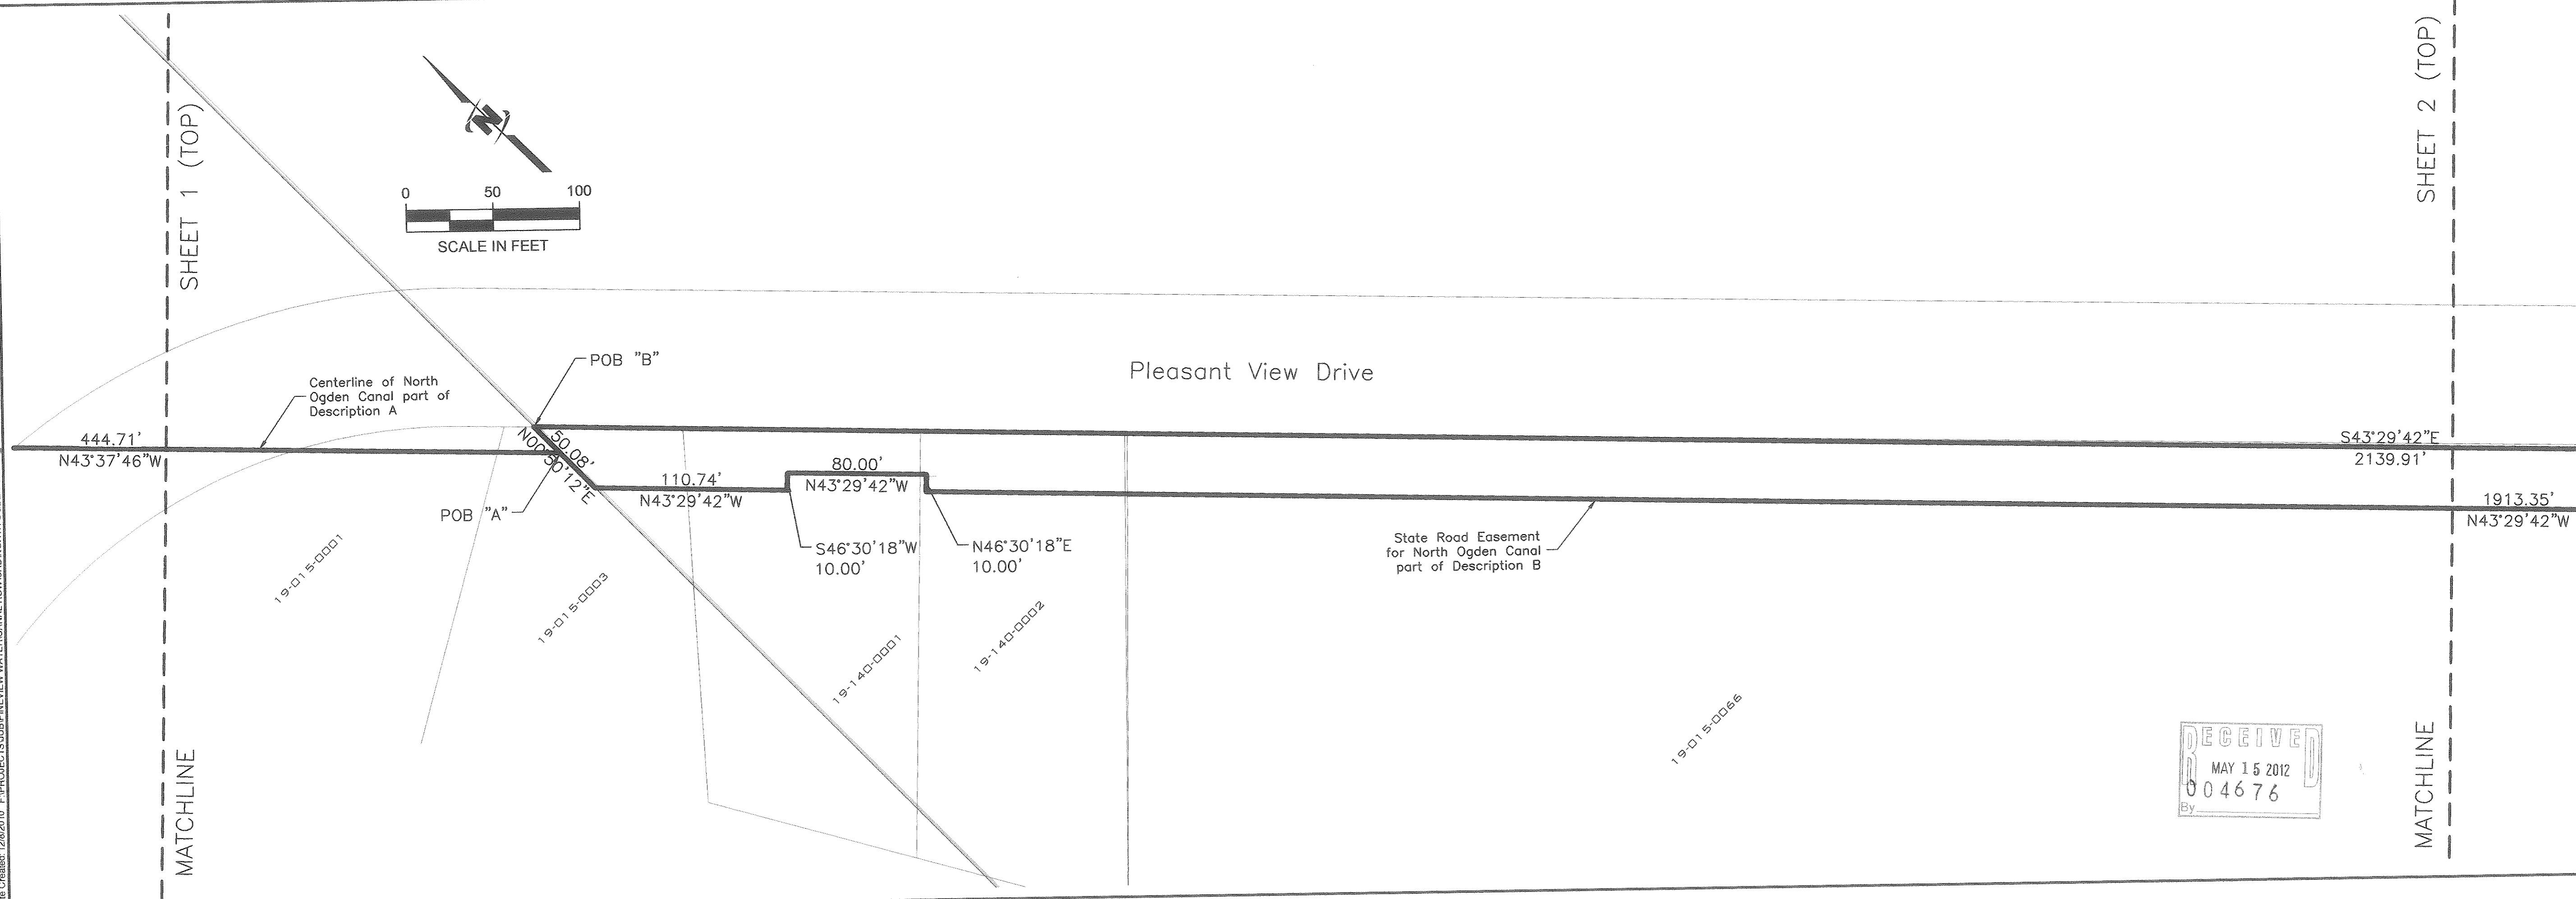 SHEET 1 (TOP)
SHEET 2 (TOP)
N
0 50 100
SCALE IN FEET
POB "B"
Pleasant View Drive
Centerline of North
Ogden Canal part of
Description A
444.71'
N43°37'46"W
50.08'
N00°50'12"E
POB "A"
110.74'
N43°29'42"W
80.00'
N43°29'42"W
S46°30'18"W
10.00'
N46°30'18"E
10.00'
State Road Easement
for North Ogden Canal
part of Description B
S43°29'42"E
2139.91'
1913.35'
N43°29'42"W
19-015-0001
19-015-0003
19-140-0001
19-140-0002
19-015-0066
RECEIVED
MAY 15 2012
004676
By
MATCHLINE
MATCHLINE